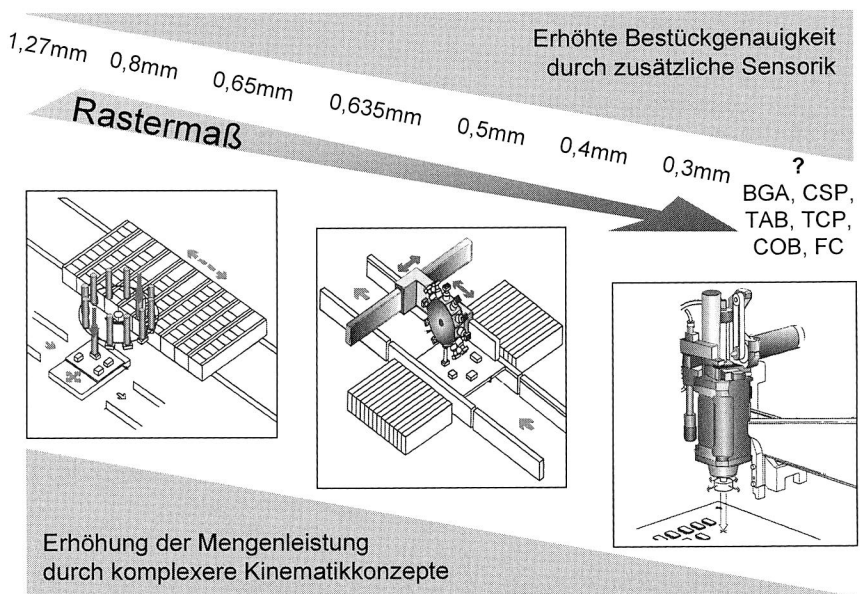 Erhöhte Bestückgenauigkeit
durch zusätzliche Sensorik
1,27mm
0,8mm
0,65mm
0,635mm
0,5mm
0,4mm
0,3mm
?
BGA, CSP,
TAB, TCP,
COB, FC
Rastermaß
Erhöhung der Mengenleistung
durch komplexere Kinematikkonzepte